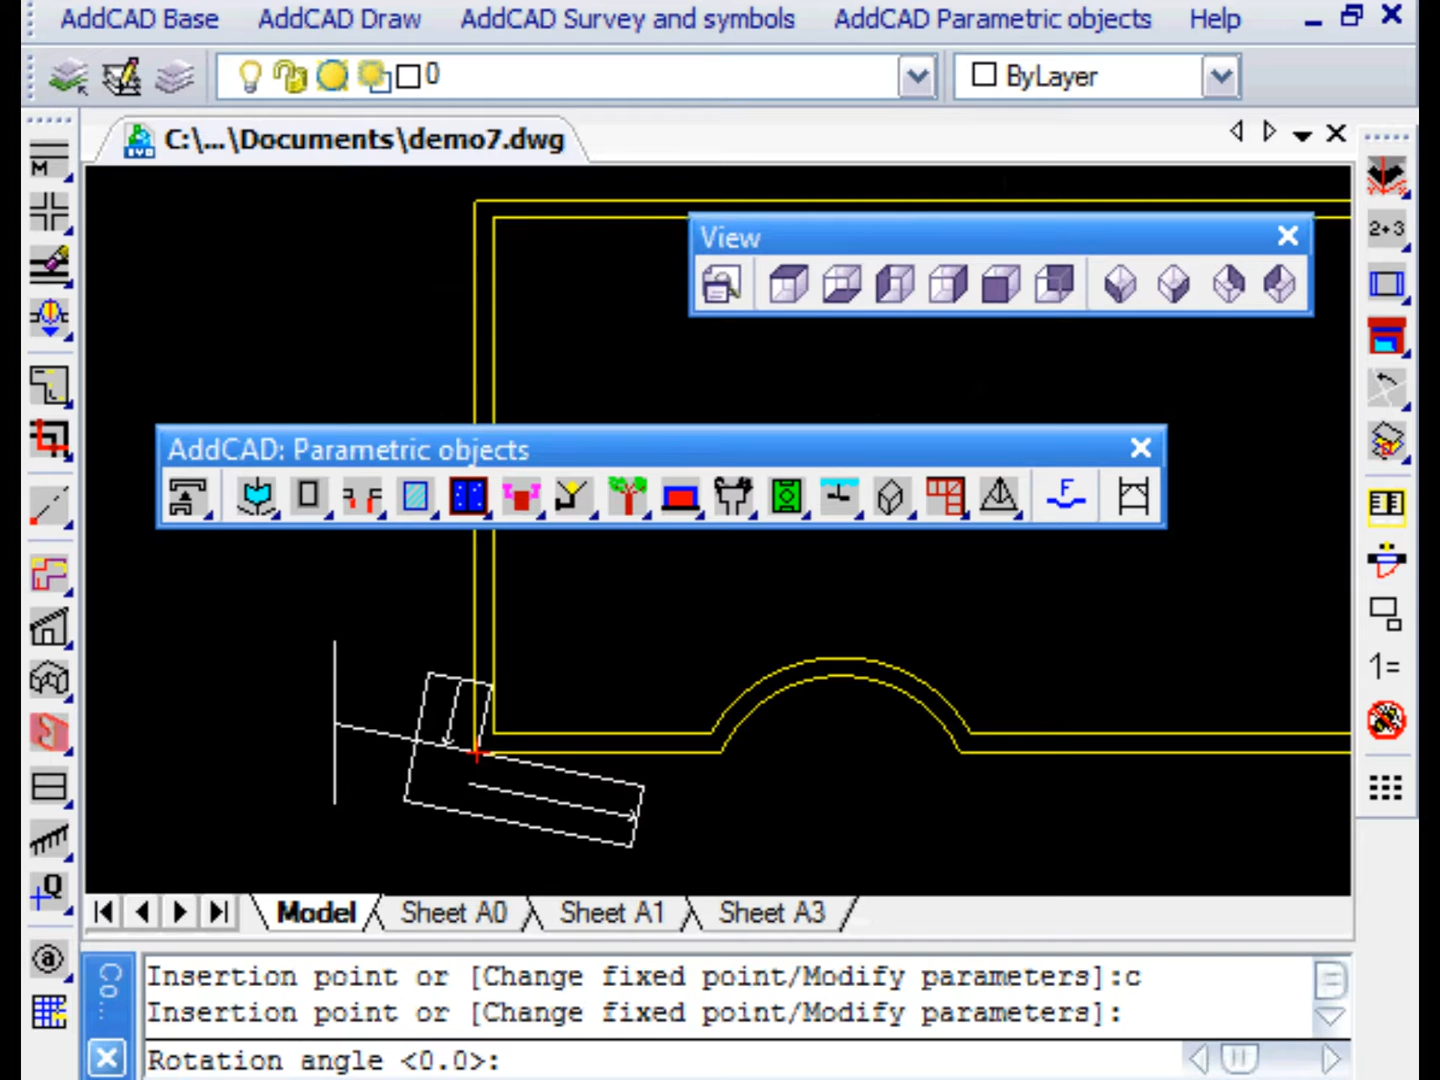 AddCAD Base AddCAD Draw AddCAD Survey and symbols AddCAD Parametric objects Help
0 ByLayer
C:\...\Documents\demo7.dwg
M
2+3
View
AddCAD: Parametric objects
F
1=
Q
@
Model Sheet A0 Sheet A1 Sheet A3
Co...
Insertion point or [Change fixed point/Modify parameters]:c
Insertion point or [Change fixed point/Modify parameters]:
Rotation angle <0.0>: